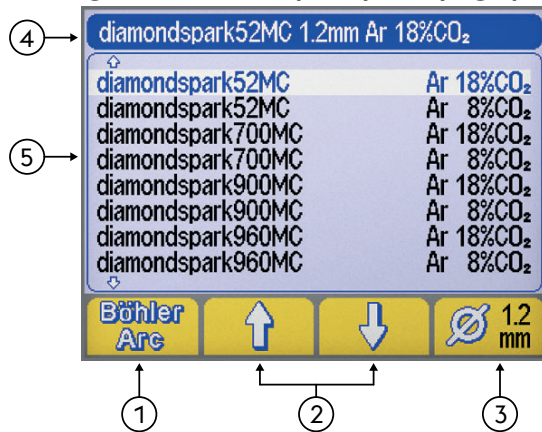 ④ diamondspark52MC 1.2mm Ar 18%CO₂
diamondspark52MC Ar 18%CO₂
diamondspark52MC Ar 8%CO₂
diamondspark700MC Ar 18%CO₂
⑤ diamondspark700MC Ar 8%CO₂
diamondspark900MC Ar 18%CO₂
diamondspark900MC Ar 8%CO₂
diamondspark960MC Ar 18%CO₂
diamondspark960MC Ar 8%CO₂
Böhler
Arc
1.2
mm
① ② ③